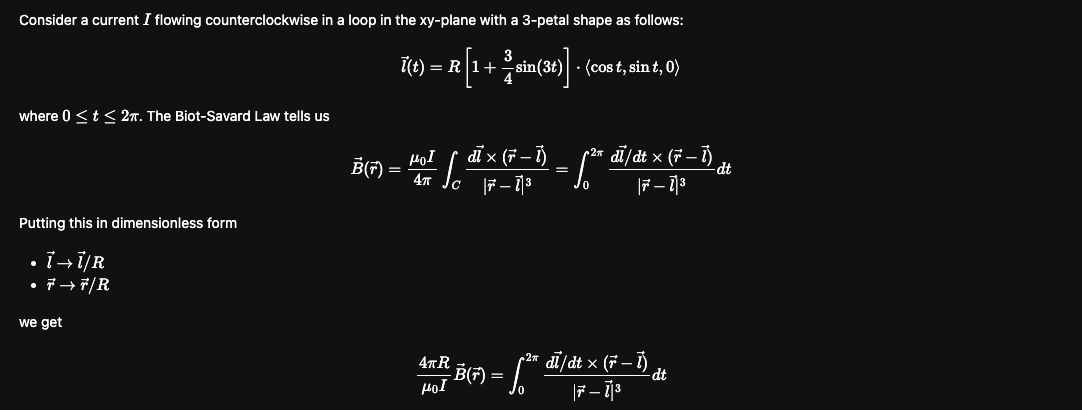 Consider a current I flowing counterclockwise in a loop in the xy-plane with a 3-petal shape as follows:
$\vec{l}(t) = R\left[1 + \frac{3}{4}\sin(3t)\right] \cdot \langle \cos t, \sin t, 0 \rangle$
where $0 \leq t \leq 2\pi$. The Biot-Savard Law tells us
$\vec{B}(\vec{r}) = \frac{\mu_0 I}{4\pi} \int_C \frac{d\vec{l} \times (\vec{r} - \vec{l})}{|\vec{r} - \vec{l}|^3} = \int_0^{2\pi} \frac{d\vec{l}/dt \times (\vec{r} - \vec{l})}{|\vec{r} - \vec{l}|^3} dt$
Putting this in dimensionless form
• $\vec{l} \to \vec{l}/R$
• $\vec{r} \to \vec{r}/R$
we get
$\frac{4\pi R}{\mu_0 I} \vec{B}(\vec{r}) = \int_0^{2\pi} \frac{d\vec{l}/dt \times (\vec{r} - \vec{l})}{|\vec{r} - \vec{l}|^3} dt$